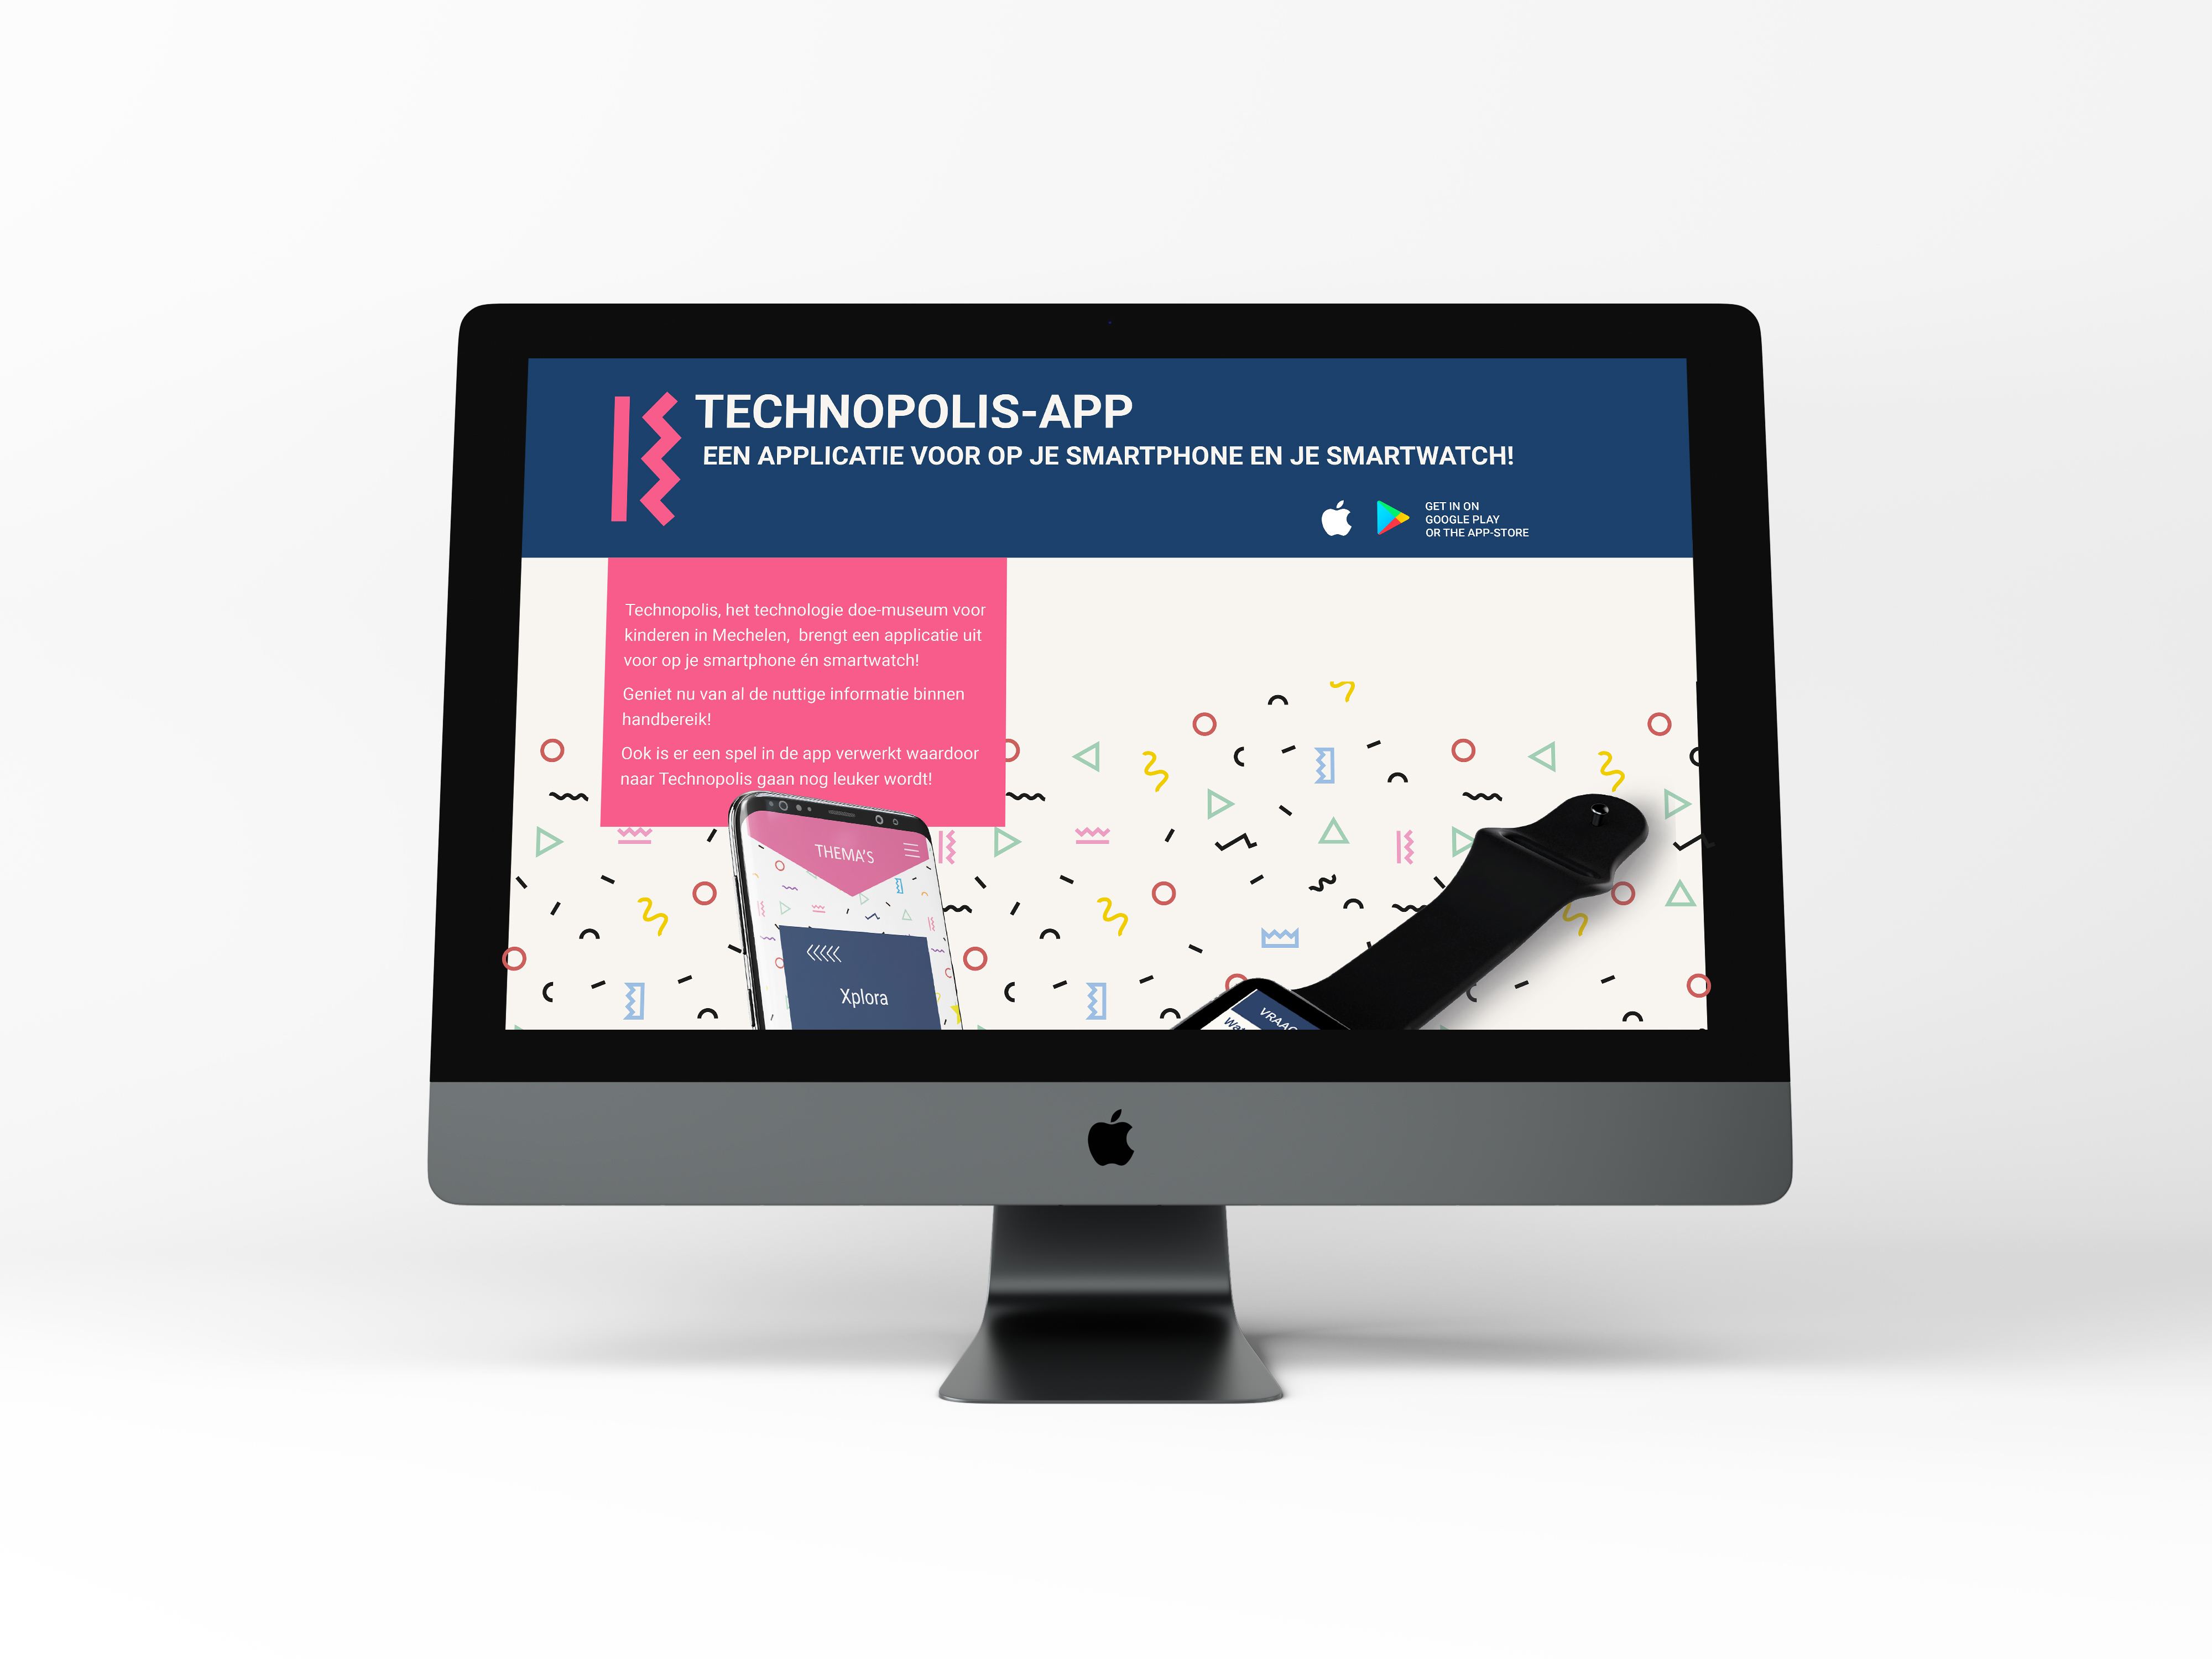 TECHNOPOLIS-APP
EEN APPLICATIE VOOR OP JE SMARTPHONE EN JE SMARTWATCH!
GET IN ON
GOOGLE PLAY
OR THE APP-STORE
Technopolis, het technologie doe-museum voor
kinderen in Mechelen, brengt een applicatie uit
voor op je smartphone én smartwatch!
Geniet nu van al de nuttige informatie binnen
handbereik!
Ook is er een spel in de app verwerkt waardoor
naar Technopolis gaan nog leuker wordt!
THEMA'S
Xplora